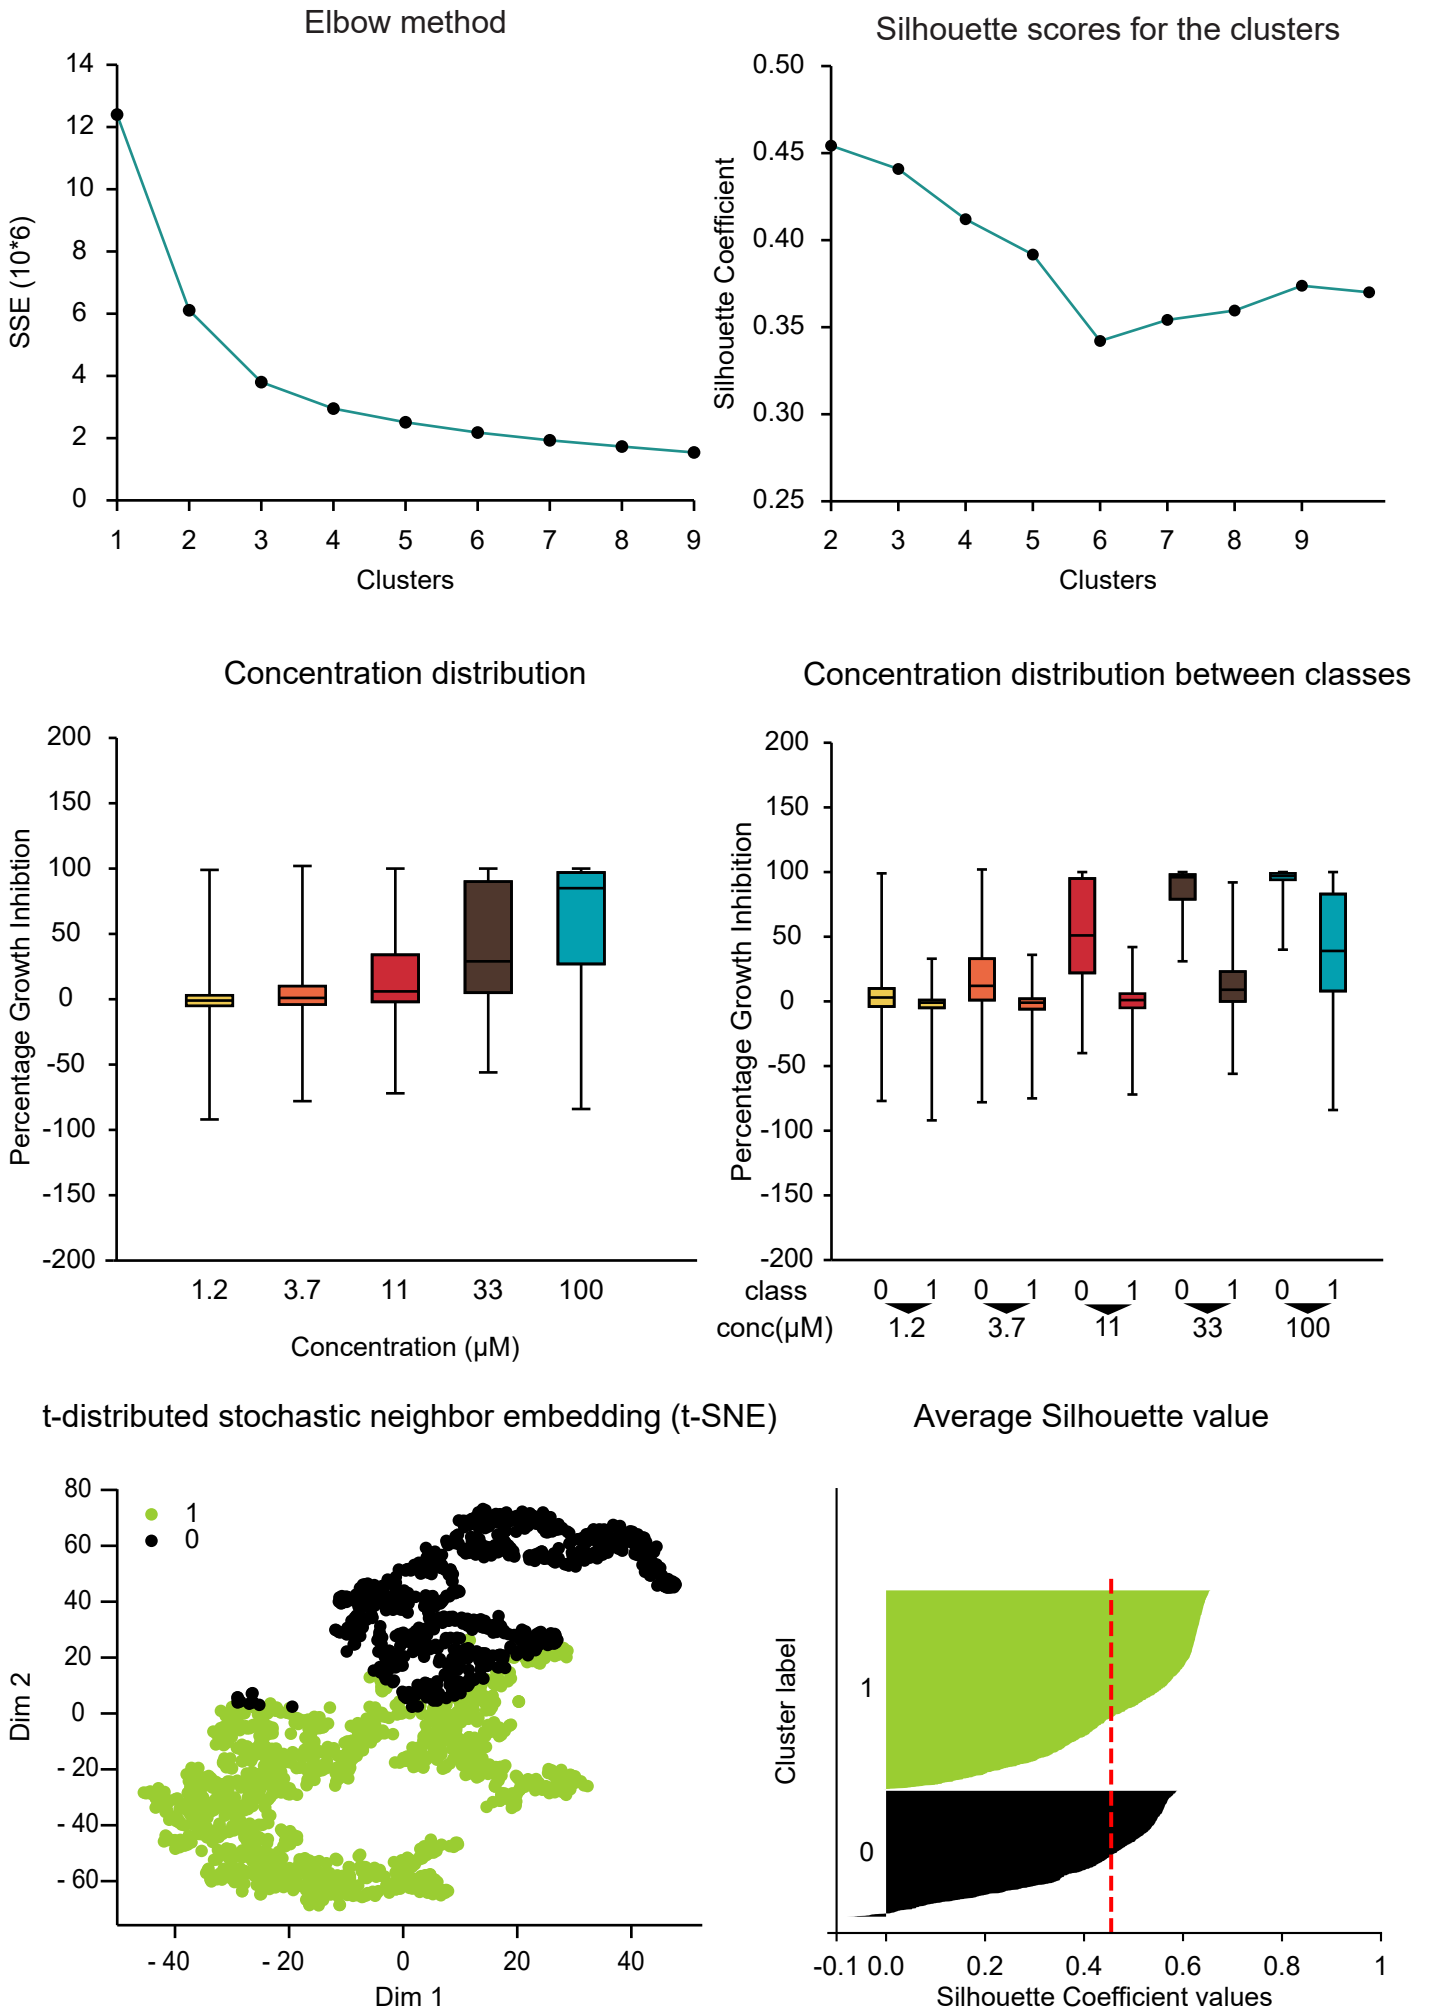 Elbow method
14
12
10
8
6
4
2
0
SSE (10*6)
1 2 3 4 5 6 7 8 9
Clusters
Silhouette scores for the clusters
0.50
0.45
0.40
0.35
0.30
0.25
Silhouette Coefficient
2 3 4 5 6 7 8 9
Clusters
Concentration distribution
200
150
100
50
0
-50
-100
-150
-200
Percentage Growth Inhibtion
1.2 3.7 11 33 100
Concentration (µM)
Concentration distribution between classes
200
150
100
50
0
-50
-100
-150
-200
Percentage Growth Inhibition
class 0 1 0 1 0 1 0 1 0 1
conc(µM) 1.2 3.7 11 33 100
t-distributed stochastic neighbor embedding (t-SNE)
1
0
80
60
40
20
0
- 20
- 40
- 60
Dim 2
- 40 - 20 0 20 40
Dim 1
Average Silhouette value
Cluster label
1
0
-0.1 0.0 0.2 0.4 0.6 0.8 1
Silhouette Coefficient values